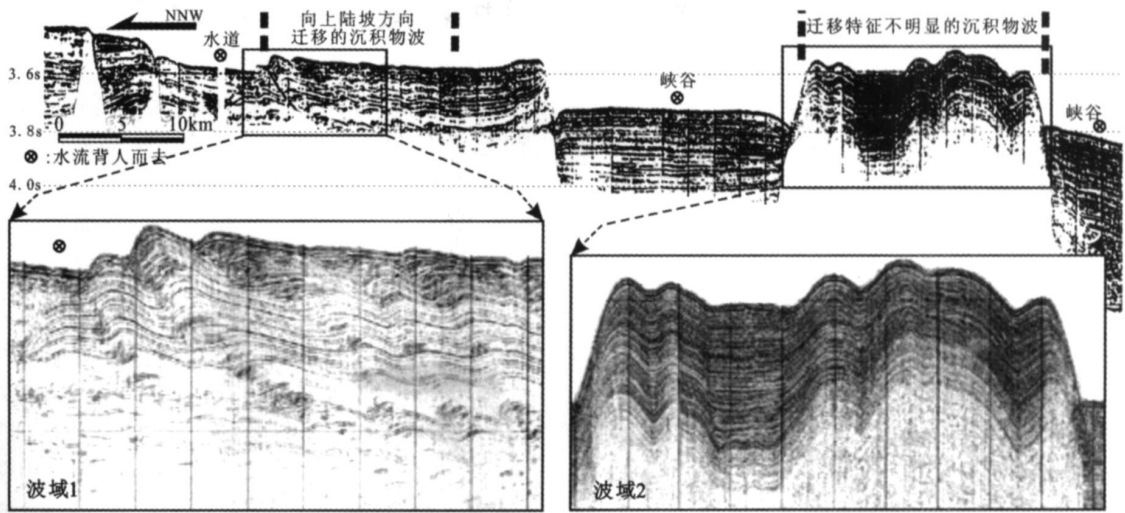 NNW
水道
向上陆坡方向
迁移的沉积物波
迁移特征不明显的沉积物波
峡谷
峡谷
3.6s
3.8s
4.0s
0 5 10km
⊗:水流背人而去
波域1
波域2